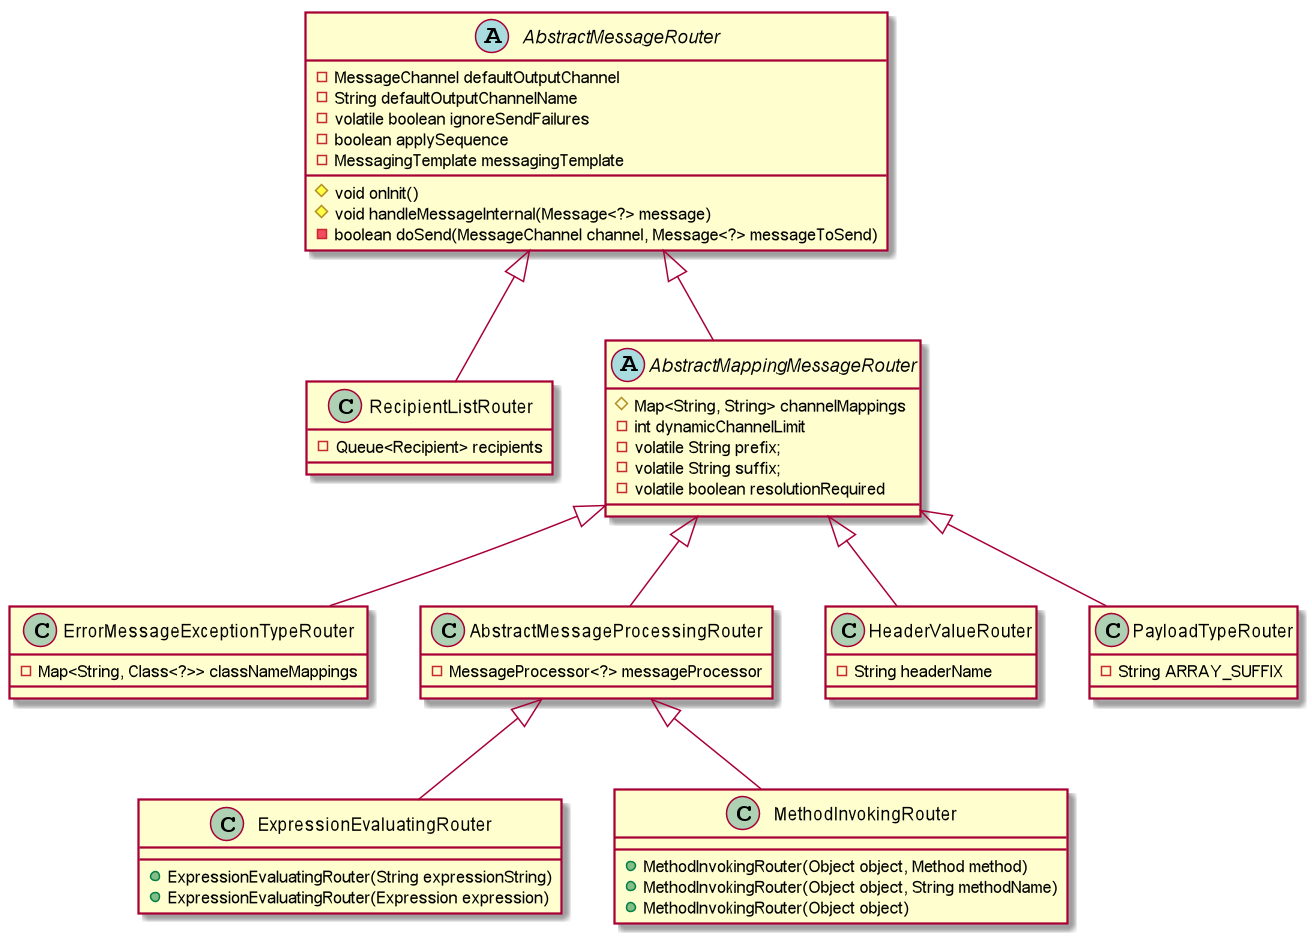 A AbstractMessageRouter
MessageChannel defaultOutputChannel
String defaultOutputChannelName
volatile boolean ignoreSendFailures
boolean applySequence
MessagingTemplate messagingTemplate
void onInit()
void handleMessageInternal(Message<?> message)
boolean doSend(MessageChannel channel, Message<?> messageToSend)
C RecipientListRouter
Queue<Recipient> recipients
A AbstractMappingMessageRouter
Map<String, String> channelMappings
int dynamicChannelLimit
volatile String prefix;
volatile String suffix;
volatile boolean resolutionRequired
C ErrorMessageExceptionTypeRouter
Map<String, Class<?>> classNameMappings
C AbstractMessageProcessingRouter
MessageProcessor<?> messageProcessor
C HeaderValueRouter
String headerName
C PayloadTypeRouter
String ARRAY_SUFFIX
C ExpressionEvaluatingRouter
ExpressionEvaluatingRouter(String expressionString)
ExpressionEvaluatingRouter(Expression expression)
C MethodInvokingRouter
MethodInvokingRouter(Object object, Method method)
MethodInvokingRouter(Object object, String methodName)
MethodInvokingRouter(Object object)